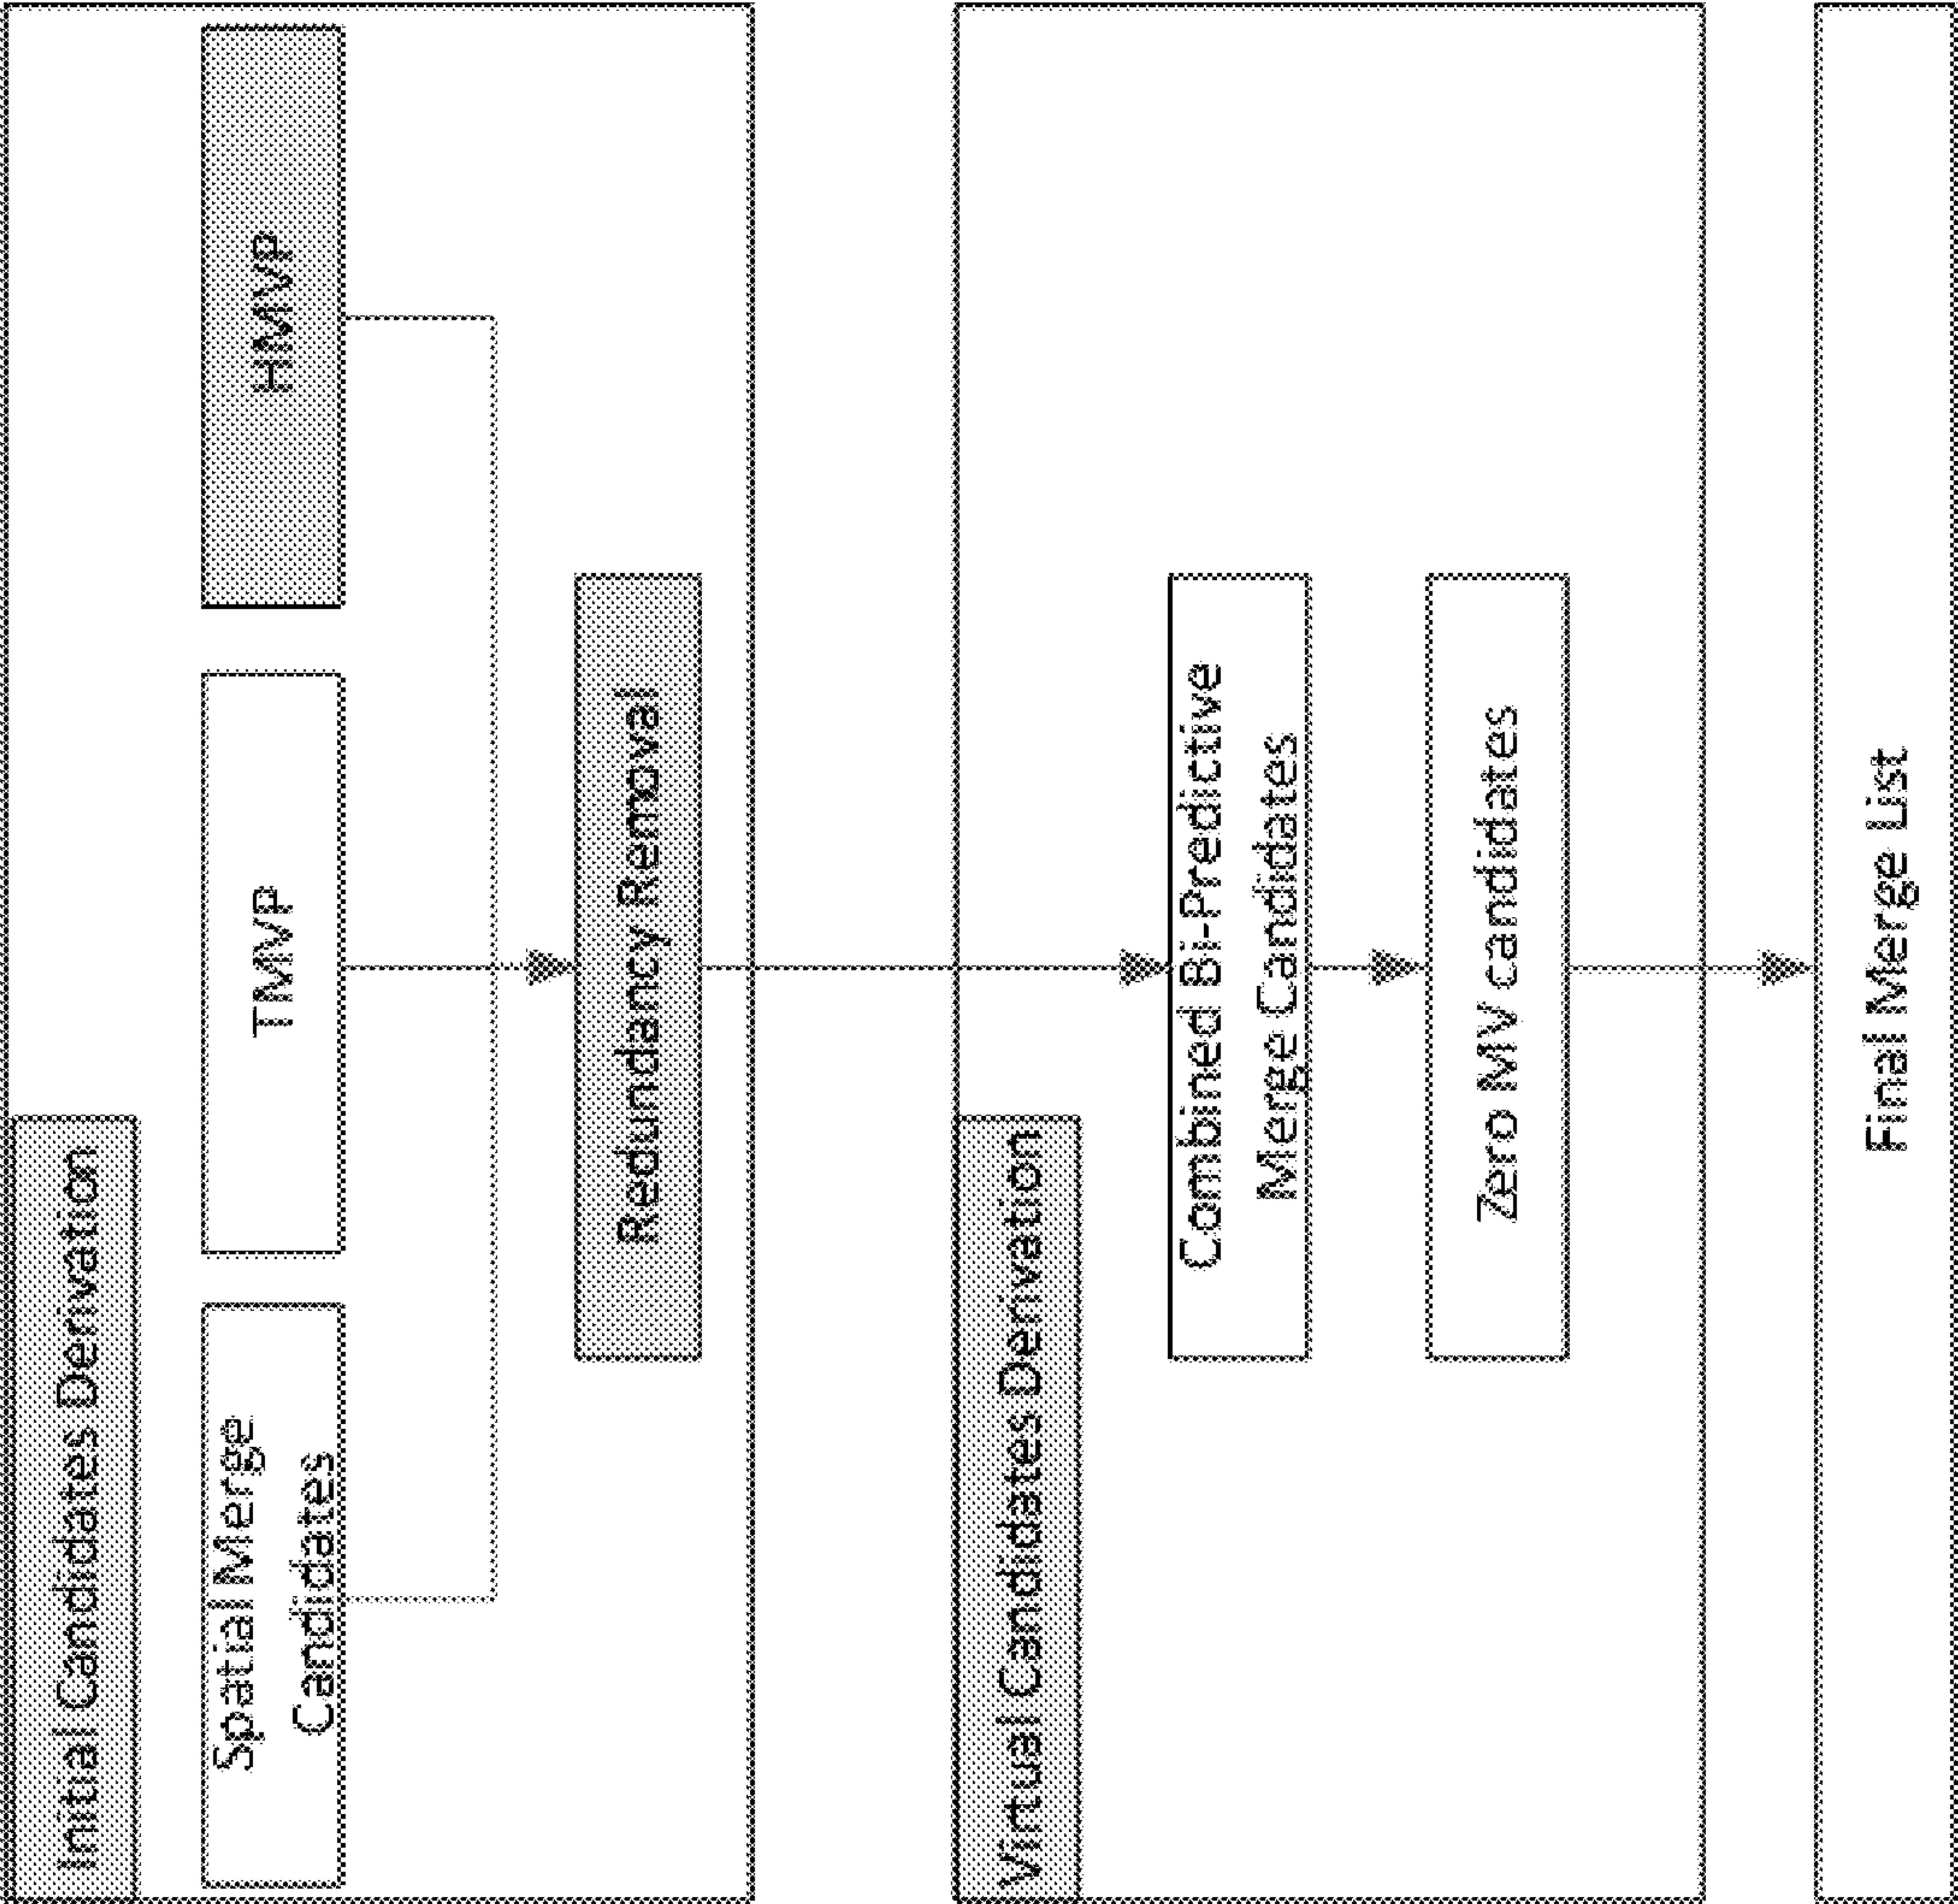 Initial Candidates Derivation
Spatial Merge
Candidates
TMVP
HMVP
Redundancy Removal
Virtual Candidates Derivation
Combined Bi-Predictive
Merge Candidates
Zero MV candidates
Final Merge List